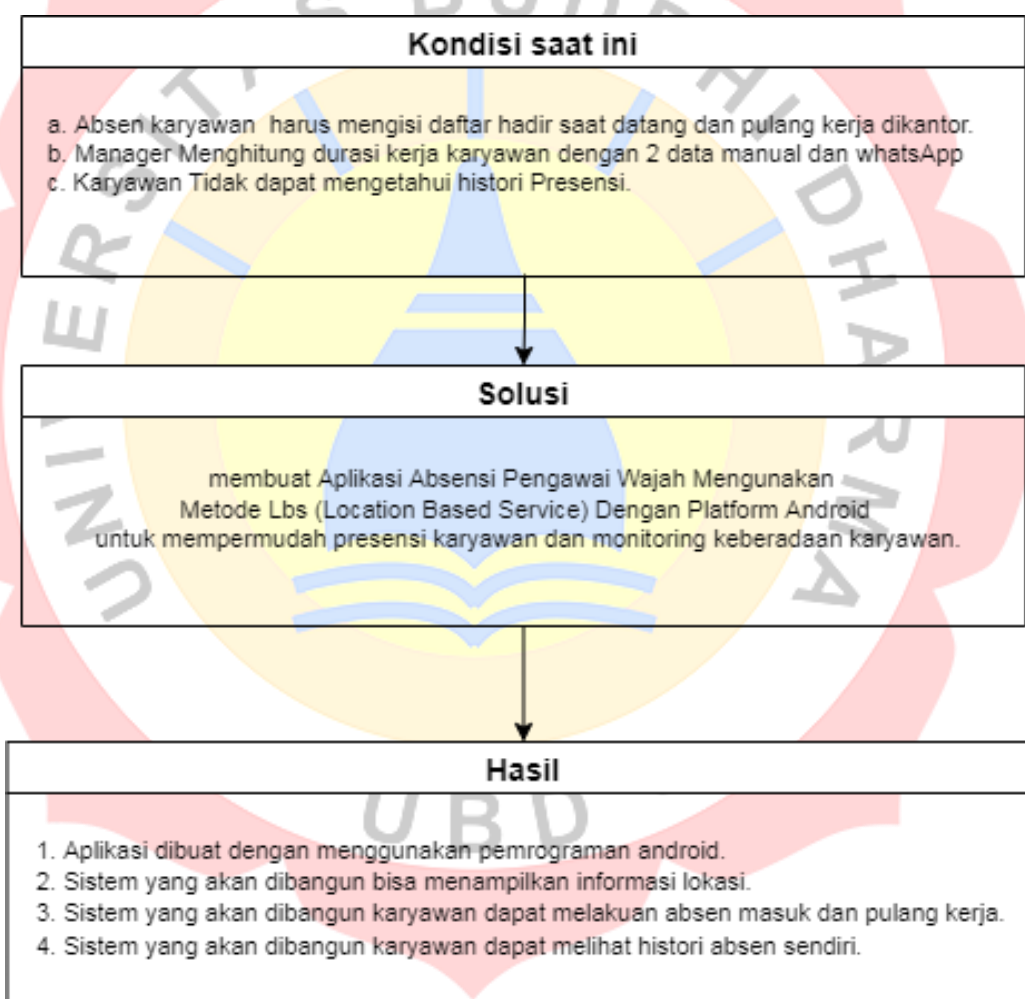 Kondisi saat ini
a. Absen karyawan harus mengisi daftar hadir saat datang dan pulang kerja dikantor.
b. Manager Menghitung durasi kerja karyawan dengan 2 data manual dan whatsApp
c. Karyawan Tidak dapat mengetahui histori Presensi.
Solusi
membuat Aplikasi Absensi Pengawai Wajah Mengunakan
Metode Lbs (Location Based Service) Dengan Platform Android
untuk mempermudah presensi karyawan dan monitoring keberadaan karyawan.
Hasil
1. Aplikasi dibuat dengan menggunakan pemrograman android.
2. Sistem yang akan dibangun bisa menampilkan informasi lokasi.
3. Sistem yang akan dibangun karyawan dapat melakuan absen masuk dan pulang kerja.
4. Sistem yang akan dibangun karyawan dapat melihat histori absen sendiri.
UNIVERSITAS BUDDHI DHARMA
UBD